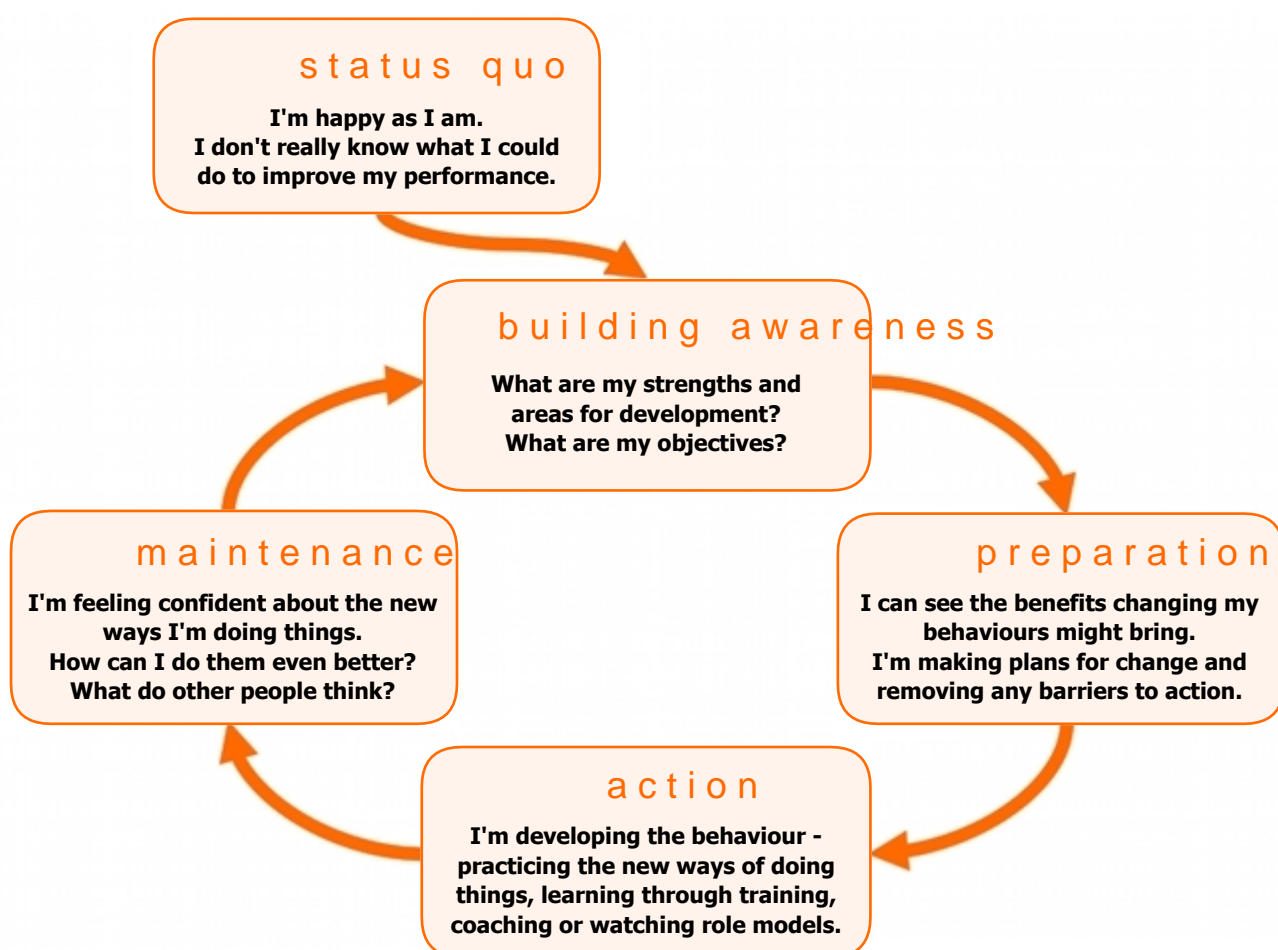 status quo
I'm happy as I am.
I don't really know what I could
do to improve my performance.
building awareness
What are my strengths and
areas for development?
What are my objectives?
maintenance
I'm feeling confident about the new
ways I'm doing things.
How can I do them even better?
What do other people think?
preparation
I can see the benefits changing my
behaviours might bring.
I'm making plans for change and
removing any barriers to action.
action
I'm developing the behaviour -
practicing the new ways of doing
things, learning through training,
coaching or watching role models.